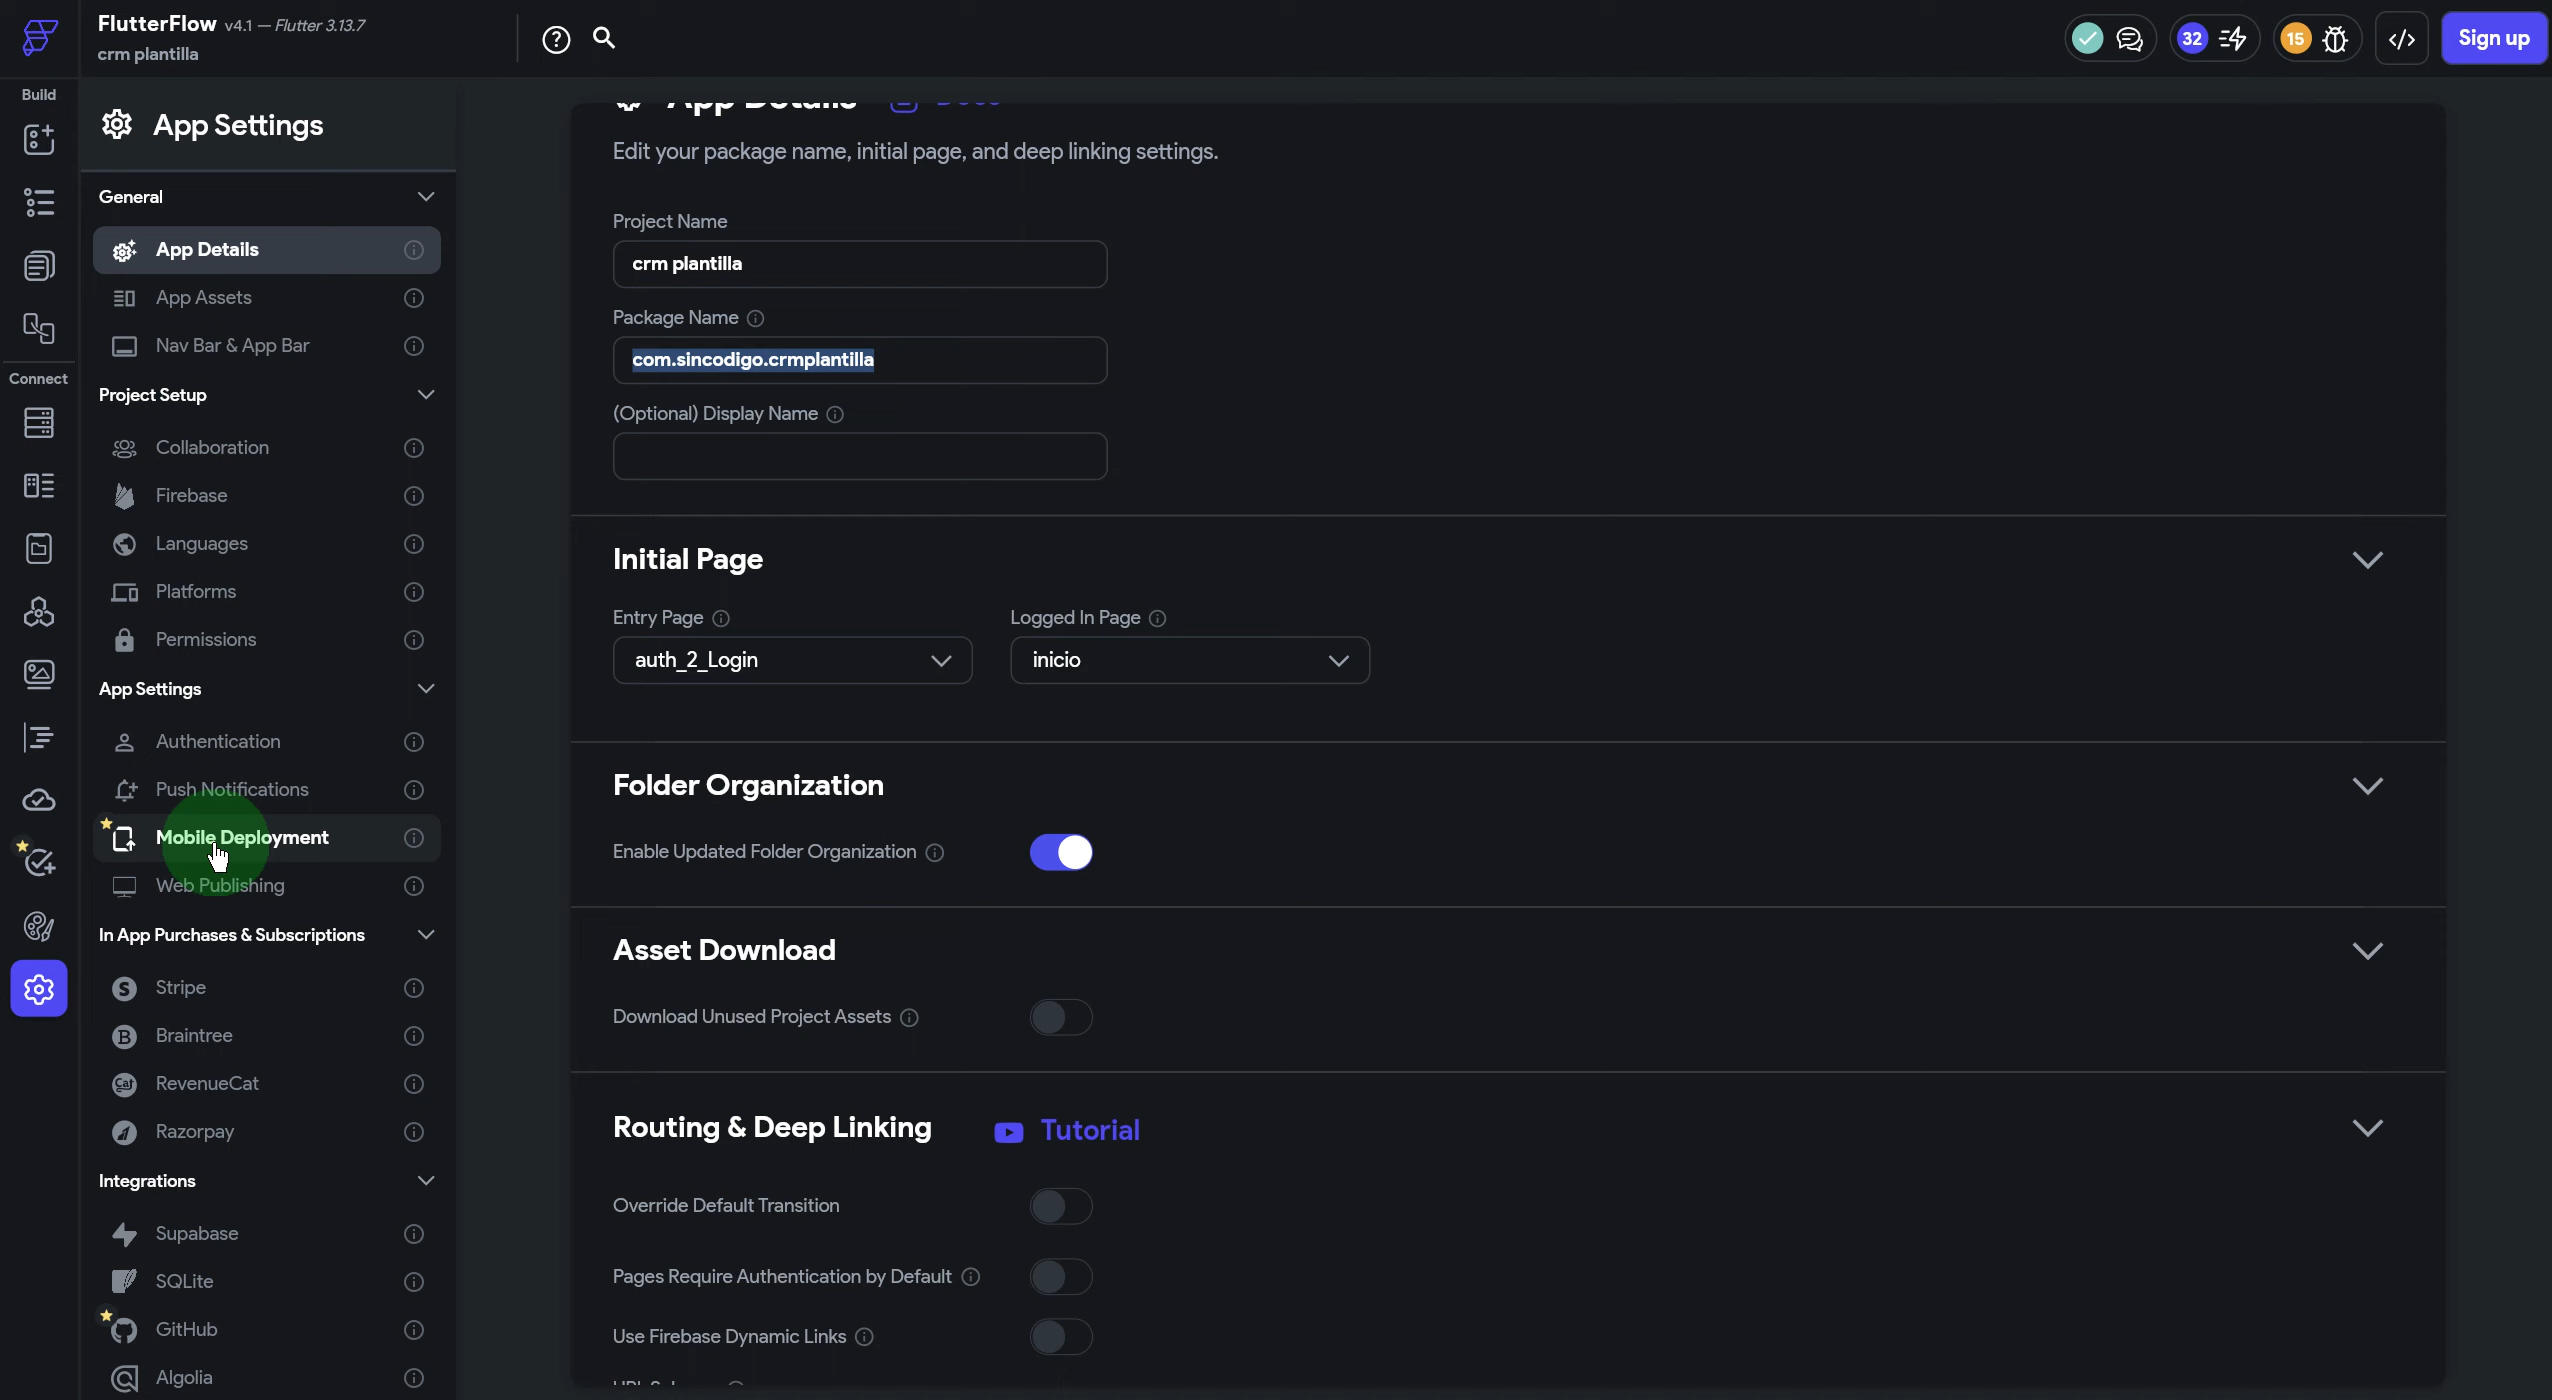 FlutterFlow v4.1 — Flutter 3.13.7
crm plantilla
32
15
Sign up
Build
Connect
App Settings
General
App Details
App Assets
Nav Bar & App Bar
Project Setup
Collaboration
Firebase
Languages
Platforms
Permissions
App Settings
Authentication
Push Notifications
Mobile Deployment
Web Publishing
In App Purchases & Subscriptions
Stripe
Braintree
RevenueCat
Razorpay
Integrations
Supabase
SQLite
GitHub
Algolia
App Details Docs
Edit your package name, initial page, and deep linking settings.
Project Name
crm plantilla
Package Name
com.sincodigo.crmplantilla
(Optional) Display Name
Initial Page
Entry Page Logged In Page
auth_2_Login inicio
Folder Organization
Enable Updated Folder Organization
Asset Download
Download Unused Project Assets
Routing & Deep Linking Tutorial
Override Default Transition
Pages Require Authentication by Default
Use Firebase Dynamic Links